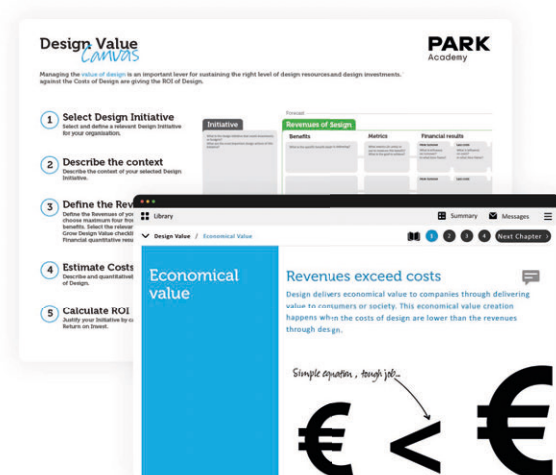 Design Value
Canvas
PARK
Academy
Managing the value of design is an important lever for sustaining the right level of design resources and design investments.
against the Costs of Design are giving the ROI of Design.
1 Select Design Initiative
Select and define a relevant Design Initiative
for your organisation.
2 Describe the context
Describe the context of your selected Design
Initiative.
3 Define the Rev
Define the Revenues of you
choose maximum four fro
benefits. Select the relevan
Grow Design Value checkli
Financial quantitative resu
4 Estimate Costs
Describe and quantitativel
of Design.
5 Calculate ROI
Justify your Initiative by c
Return on Invest.
Forecast
Initiative
Revenues of Sesign
Benefits
Metrics
Financial results
Library
Summary
Messages
Design Value / Economical Value
1 2 3 4
Next Chapter >
Economical
value
Revenues exceed costs
Design delivers economical value to companies through delivering
value to consumers or society. This economical value creation
happens when the costs of design are lower than the revenues
through design.
Simple equation, tough job...
€ < €